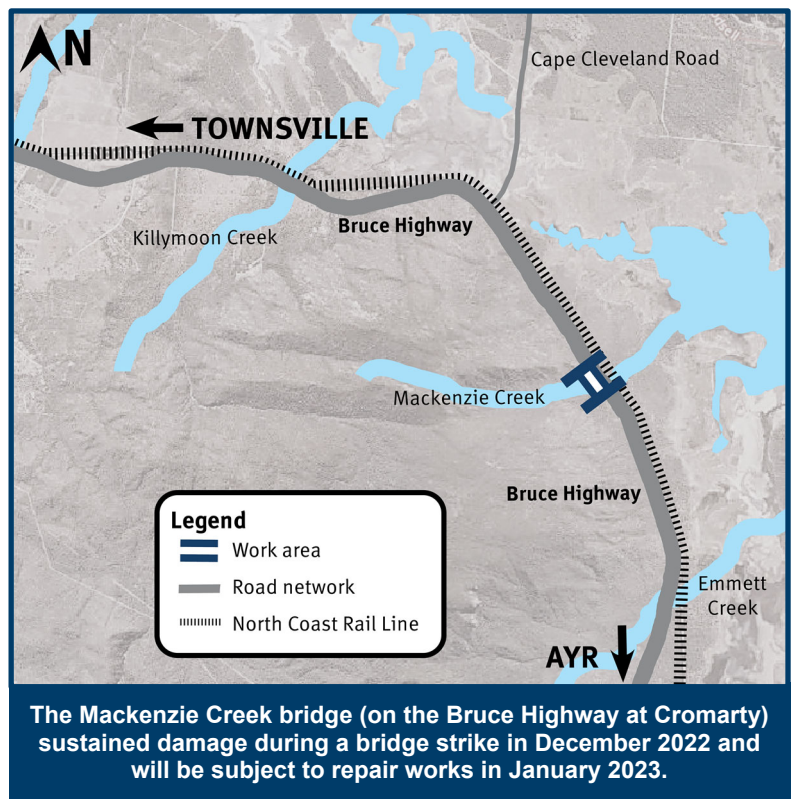 N
Cape Cleveland Road
TOWNSVILLE
Killymoon Creek
Bruce Highway
Mackenzie Creek
Bruce Highway
Legend
Work area
Road network
North Coast Rail Line
Emmett
Creek
AYR
The Mackenzie Creek bridge (on the Bruce Highway at Cromarty)
sustained damage during a bridge strike in December 2022 and
will be subject to repair works in January 2023.